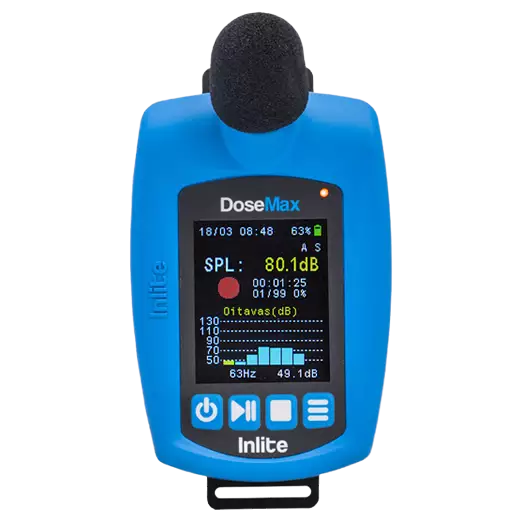 DoseMax
18/03 08:48 63%
A S
SPL: 80.1dB
00:01:25
01/99 0%
Oitavas(dB)
130
110
90
70
50
63Hz 49.1dB
Inlite
Inlite